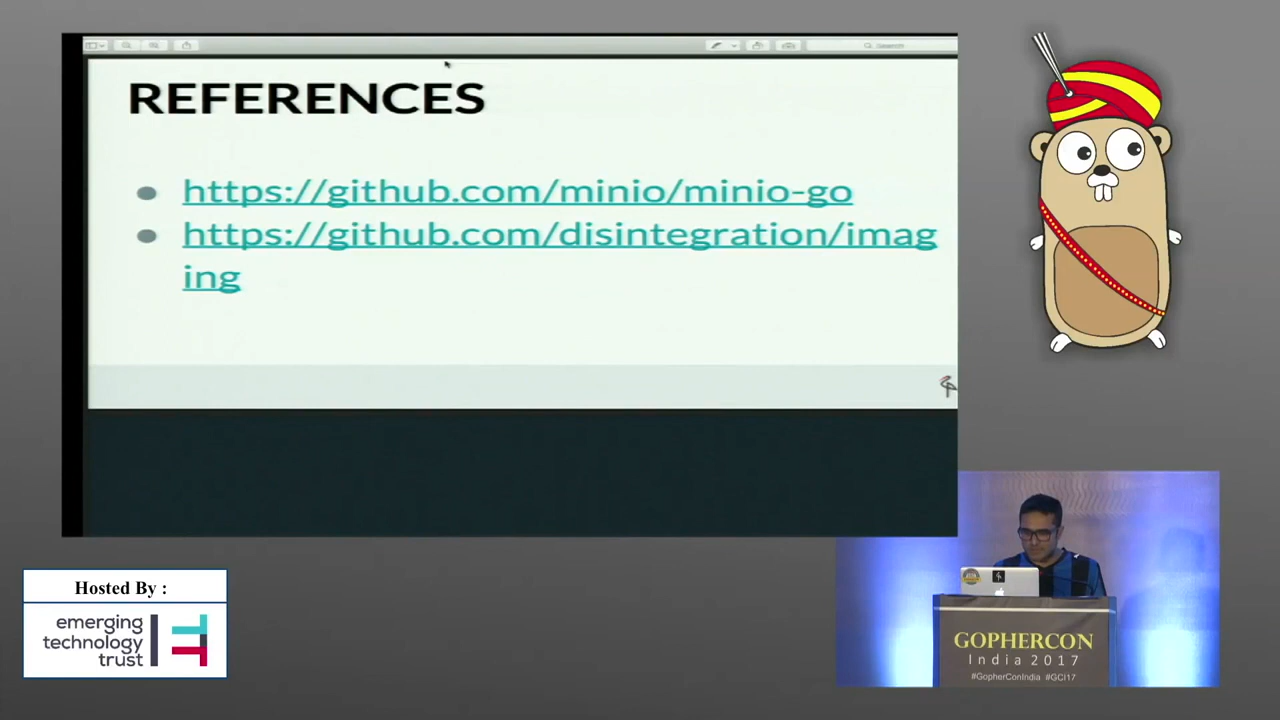 Search
REFERENCES
https://github.com/minio/minio-go
https://github.com/disintegration/imag
ing
Hosted By :
emerging
technology
trust
GOPHERCON
India 2017
#GopherConIndia #GCI17